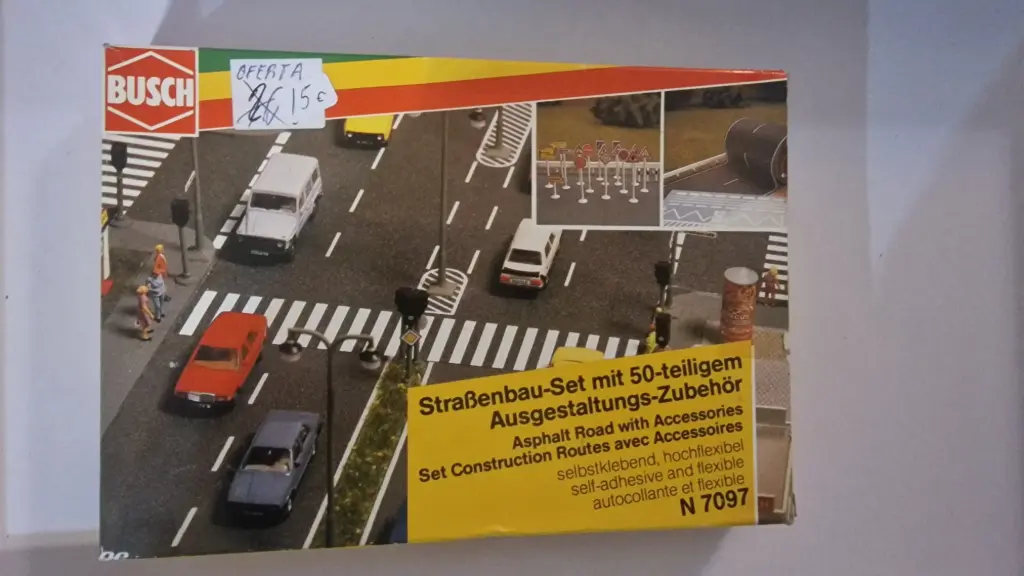 BUSCH
OFERTA
15€
Straßenbau-Set mit 50-teiligem
Ausgestaltungs-Zubehör
Asphalt Road with Accessories
Set Construction Routes avec Accessoires
selbstklebend, hochflexibel
self-adhesive and flexible
autocollante et flexible
N 7097